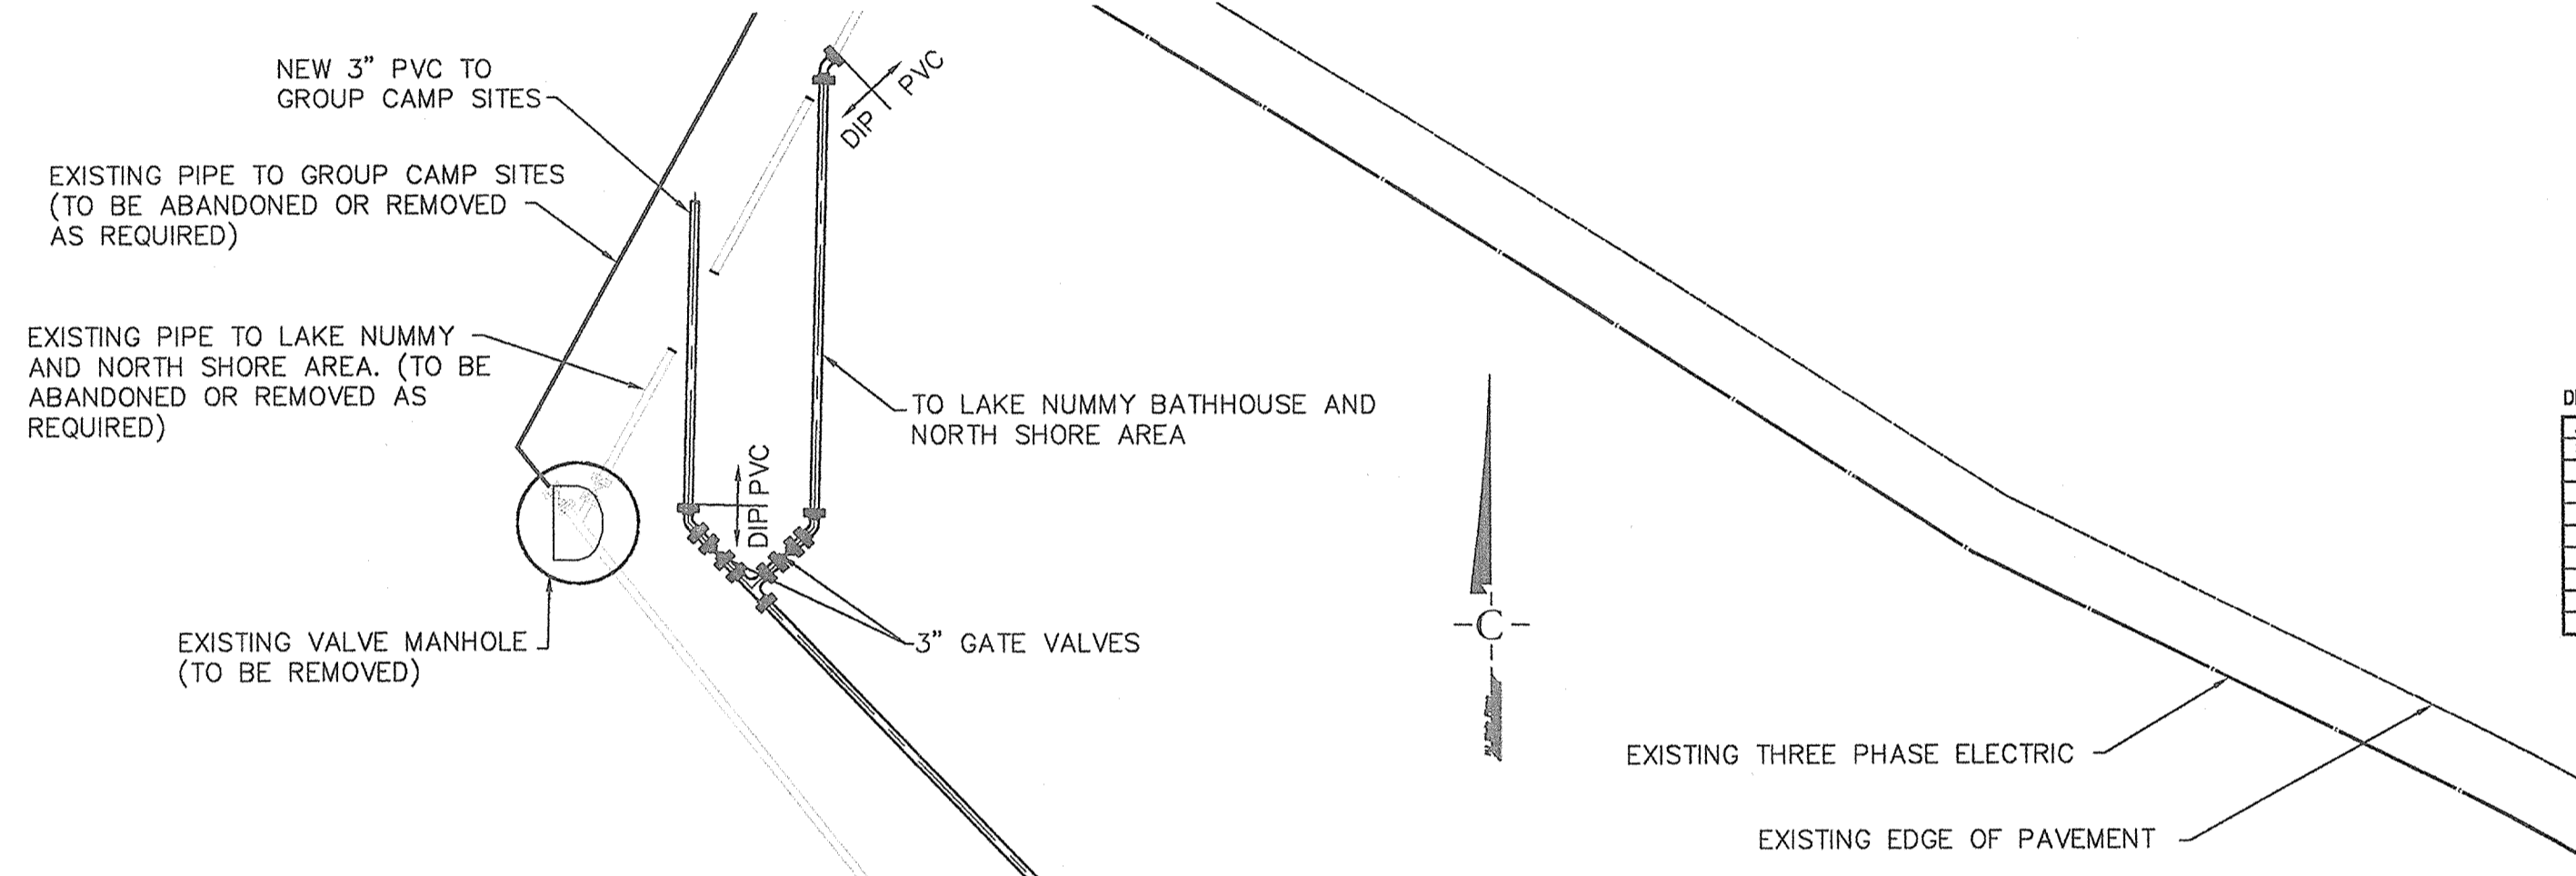 NEW 3" PVC TO
GROUP CAMP SITES
EXISTING PIPE TO GROUP CAMP SITES
(TO BE ABANDONED OR REMOVED
AS REQUIRED)
EXISTING PIPE TO LAKE NUMMY
AND NORTH SHORE AREA. (TO BE
ABANDONED OR REMOVED AS
REQUIRED)
EXISTING VALVE MANHOLE
(TO BE REMOVED)
DIP PVC
DIP PVC
TO LAKE NUMMY BATHHOUSE AND
NORTH SHORE AREA
3" GATE VALVES
C
EXISTING THREE PHASE ELECTRIC
EXISTING EDGE OF PAVEMENT